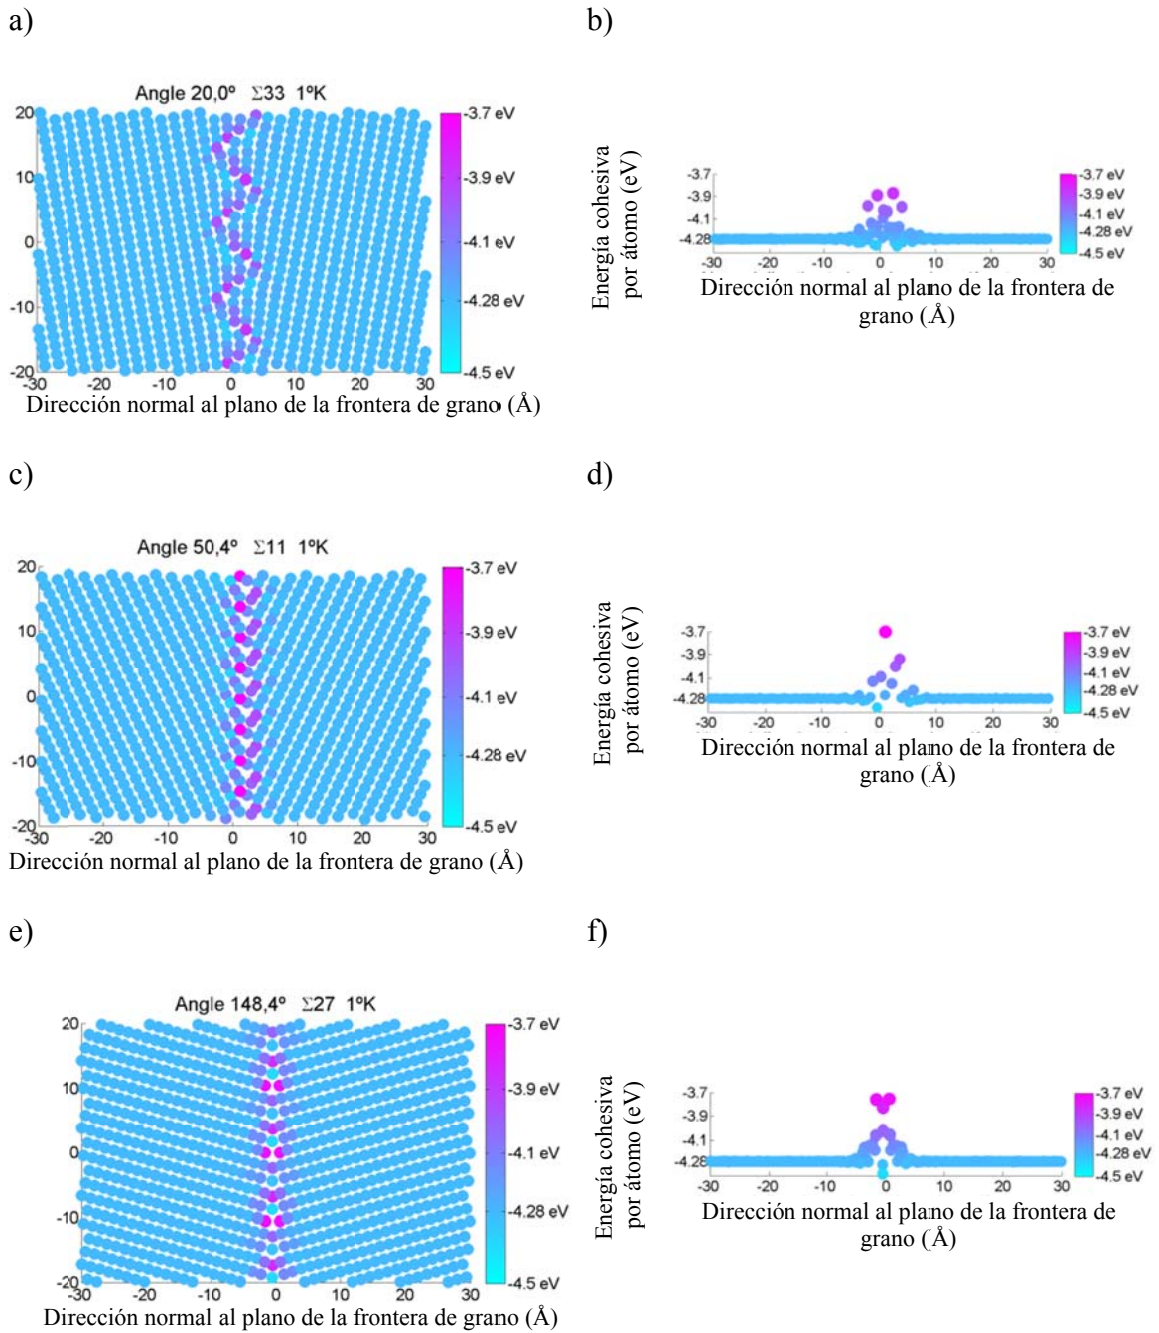 a)
b)
Angle 20,0º Σ33 1ºK
20
10
0
-10
-20
-30
-20
-10
0
10
20
30
-3.7 eV
-3.9 eV
-4.1 eV
-4.28 eV
-4.5 eV
Dirección normal al plano de la frontera de grano (Å)
Energía cohesiva
por átomo (eV)
-3.7
-3.9
-4.1
-4.28
-30
-20
-10
0
10
20
30
-3.7 eV
-3.9 eV
-4.1 eV
-4.28 eV
-4.5 eV
Dirección normal al plano de la frontera de
grano (Å)
c)
d)
Angle 50,4º Σ11 1ºK
20
10
0
-10
-20
-30
-20
-10
0
10
20
30
-3.7 eV
-3.9 eV
-4.1 eV
-4.28 eV
-4.5 eV
Dirección normal al plano de la frontera de grano (Å)
Energía cohesiva
por átomo (eV)
-3.7
-3.9
-4.1
-4.28
-30
-20
-10
0
10
20
30
-3.7 eV
-3.9 eV
-4.1 eV
-4.28 eV
-4.5 eV
Dirección normal al plano de la frontera de
grano (Å)
e)
f)
Angle 148,4º Σ27 1ºK
20
10
0
-10
-20
-30
-20
-10
0
10
20
30
-3.7 eV
-3.9 eV
-4.1 eV
-4.28 eV
-4.5 eV
Dirección normal al plano de la frontera de grano (Å)
Energía cohesiva
por átomo (eV)
-3.7
-3.9
-4.1
-4.28
-30
-20
-10
0
10
20
30
-3.7 eV
-3.9 eV
-4.1 eV
-4.28 eV
-4.5 eV
Dirección normal al plano de la frontera de
grano (Å)